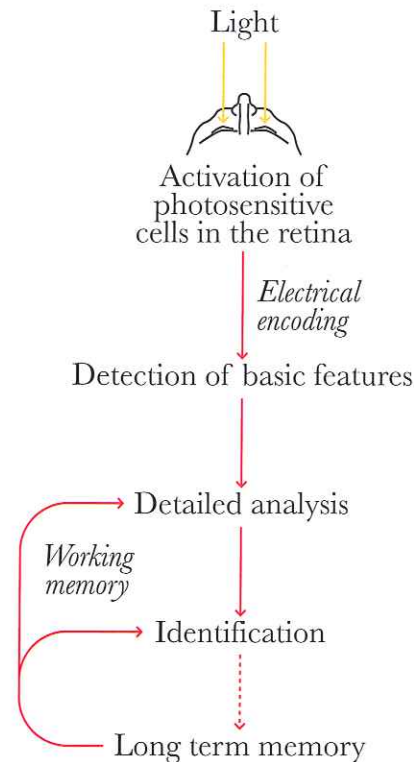 Light
Activation of
photosensitive
cells in the retina
Electrical
encoding
Detection of basic features
Detailed analysis
Working
memory
Identification
Long term memory